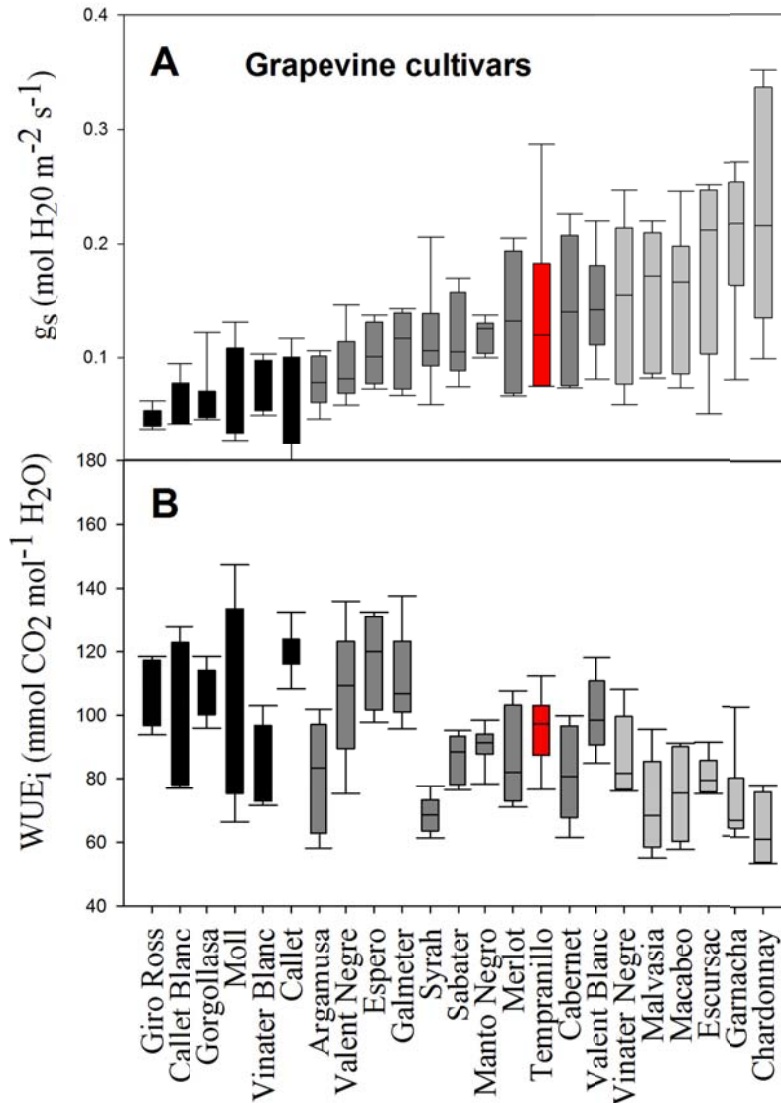 A Grapevine cultivars
0.4
0.3
0.2
0.1
gs (mol H20 m-2 s-1)
B
180
160
140
120
100
80
60
40
WUEi (mmol CO2 mol-1 H2O)
Giro Ross
Callet Blanc
Gorgollasa
Moll
Vinater Blanc
Callet
Argamusa
Valent Negre
Espero
Galmeter
Syrah
Sabater
Manto Negro
Merlot
Tempranillo
Cabernet
Valent Blanc
Vinater Negre
Malvasia
Macabeo
Escursac
Garnacha
Chardonnay